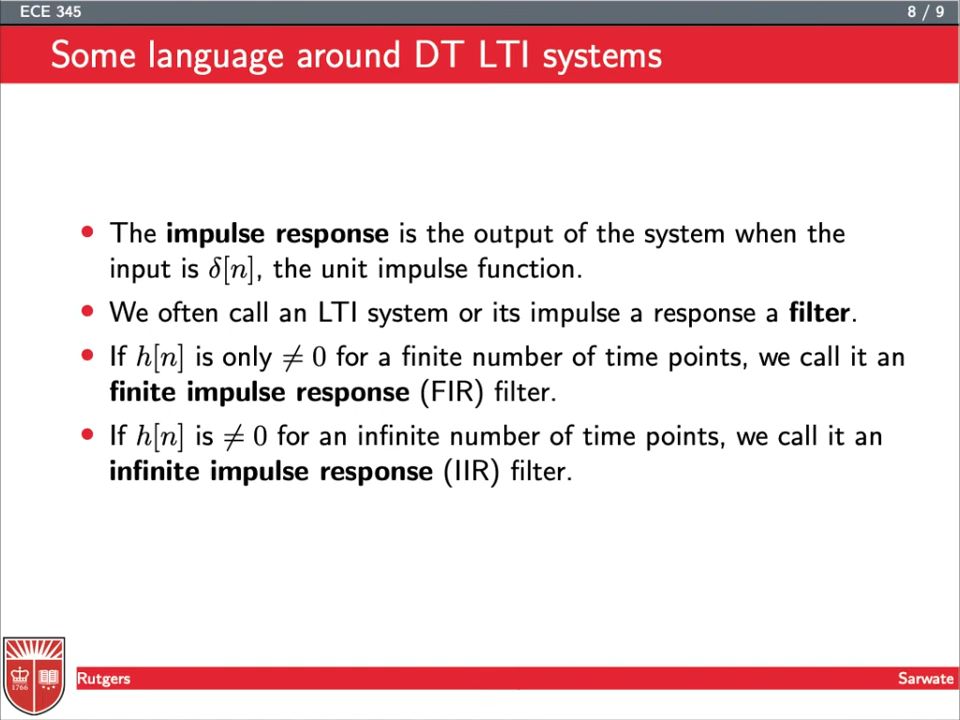 ECE 345
8 / 9
Some language around DT LTI systems
• The impulse response is the output of the system when the
input is δ[n], the unit impulse function.
• We often call an LTI system or its impulse a response a filter.
• If h[n] is only ≠ 0 for a finite number of time points, we call it an
finite impulse response (FIR) filter.
• If h[n] is ≠ 0 for an infinite number of time points, we call it an
infinite impulse response (IIR) filter.
1766
Rutgers
Sarwate